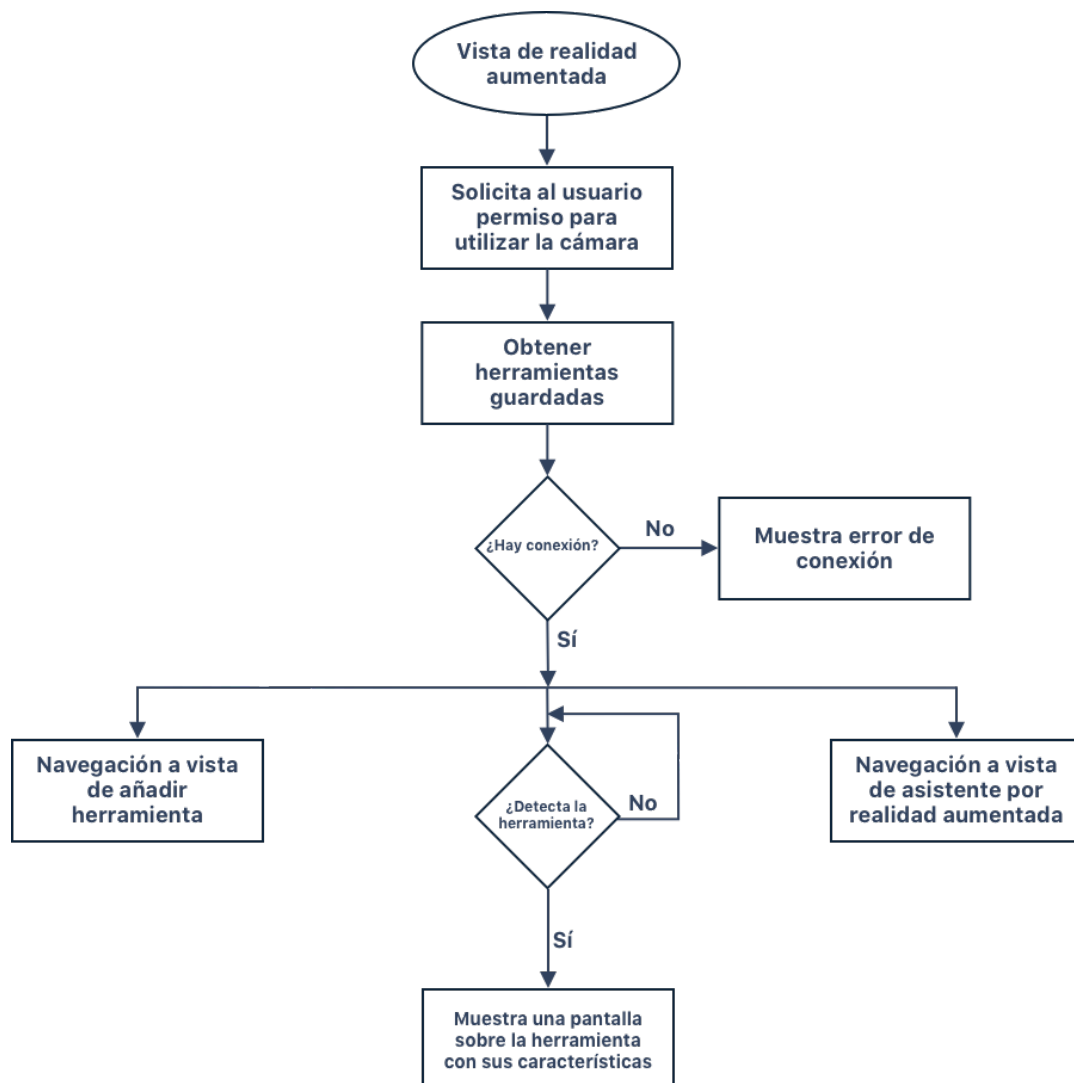 Vista de realidad
aumentada
Solicita al usuario
permiso para
utilizar la cámara
Obtener
herramientas
guardadas
¿Hay conexión?
No
Muestra error de
conexión
Sí
Navegación a vista
de añadir
herramienta
¿Detecta la
herramienta?
No
Navegación a vista
de asistente por
realidad aumentada
Sí
Muestra una pantalla
sobre la herramienta
con sus características